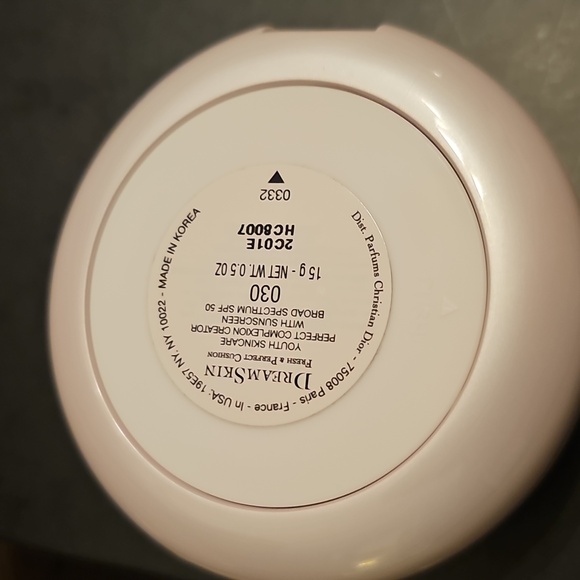 DREAMSKIN
FRESH & PERFECT CUSHION
YOUTH SKINCARE
PERFECT COMPLEXION CREATOR
WITH SUNSCREEN
BROAD SPECTRUM SPF 50
030
15 g - NET WT. 0.5 OZ
2C01E
HC8007
0332
Dist. Parfums Christian Dior - 75008 Paris - France - In USA: 19E57 NY, NY 10022 - MADE IN KOREA